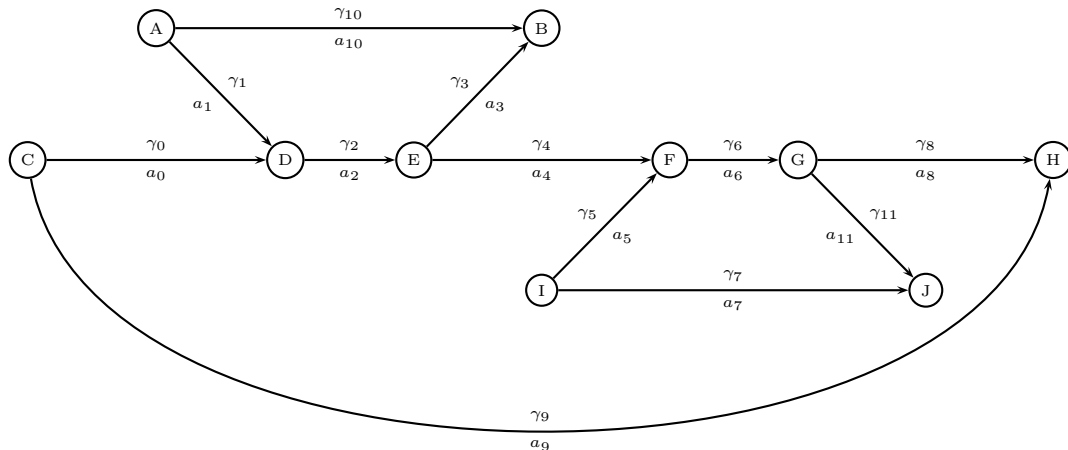 γ₁₀
A B
a₁₀
γ₁ γ₃
a₁ a₃
γ₀ γ₂ γ₄ γ₆ γ₈
C D E F G H
a₀ a₂ a₄ a₆ a₈
γ₅ γ₁₁
a₅ a₁₁
γ₇
I J
a₇
γ₉
a₉